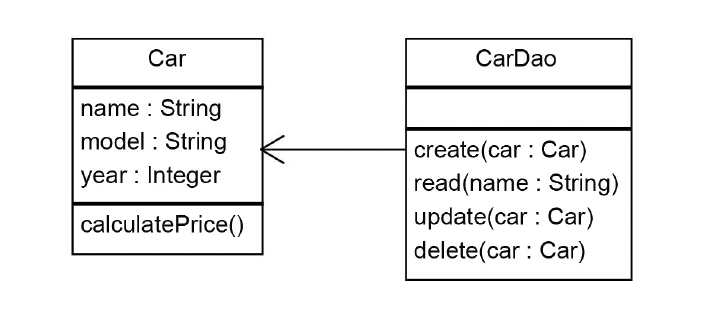 Car
name : String
model : String
year : Integer
calculatePrice()
CarDao
create(car : Car)
read(name : String)
update(car : Car)
delete(car : Car)